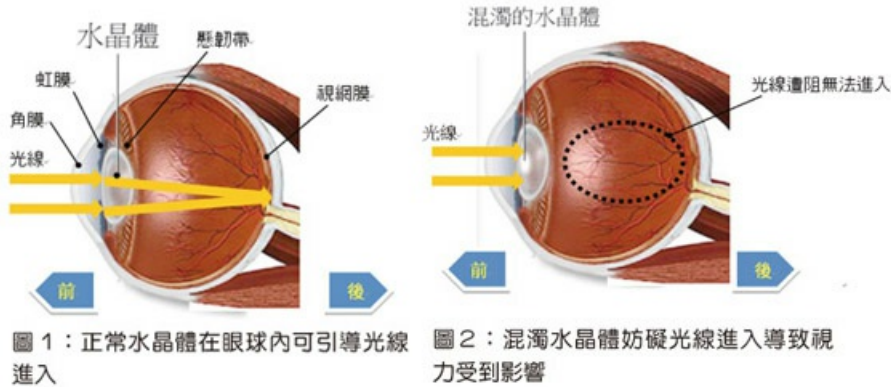 水晶體
懸韌帶
虹膜
視網膜
角膜
光線
前
後
圖1：正常水晶體在眼球內可引導光線
進入
混濁的水晶體
光線遭阻無法進入
光線
前
後
圖2：混濁水晶體妨礙光線進入導致視
力受到影響